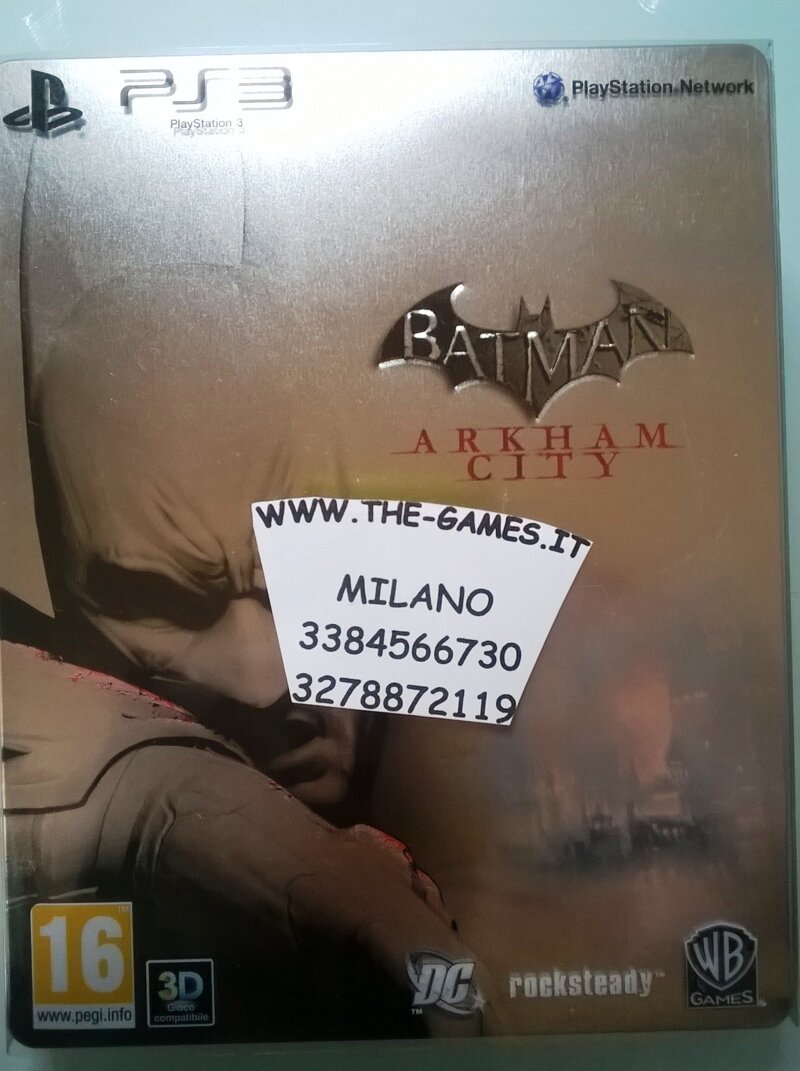 PS3
PlayStation 3
PlayStation Network
BATMAN
ARKHAM
CITY
WWW.THE-GAMES.IT
MILANO
3384566730
3278872119
16
www.pegi.info
3D
Gioco
compatibile
DC
rocksteady
WB
GAMES